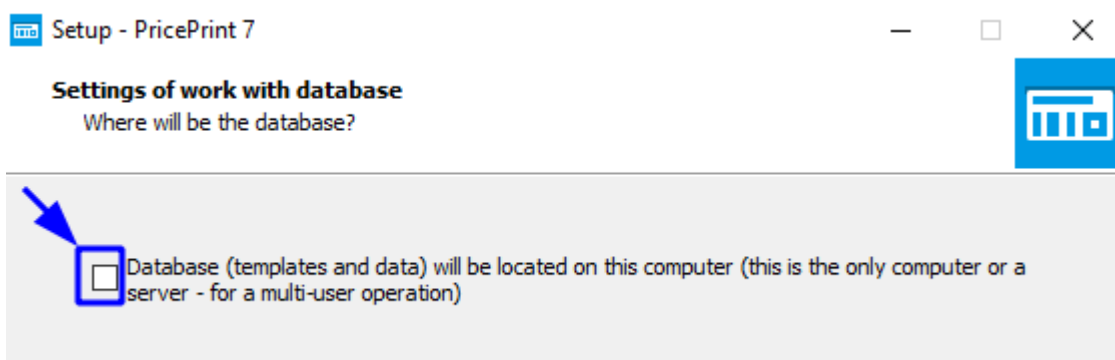 Setup - PricePrint 7
Settings of work with database
Where will be the database?
Database (templates and data) will be located on this computer (this is the only computer or a
server - for a multi-user operation)